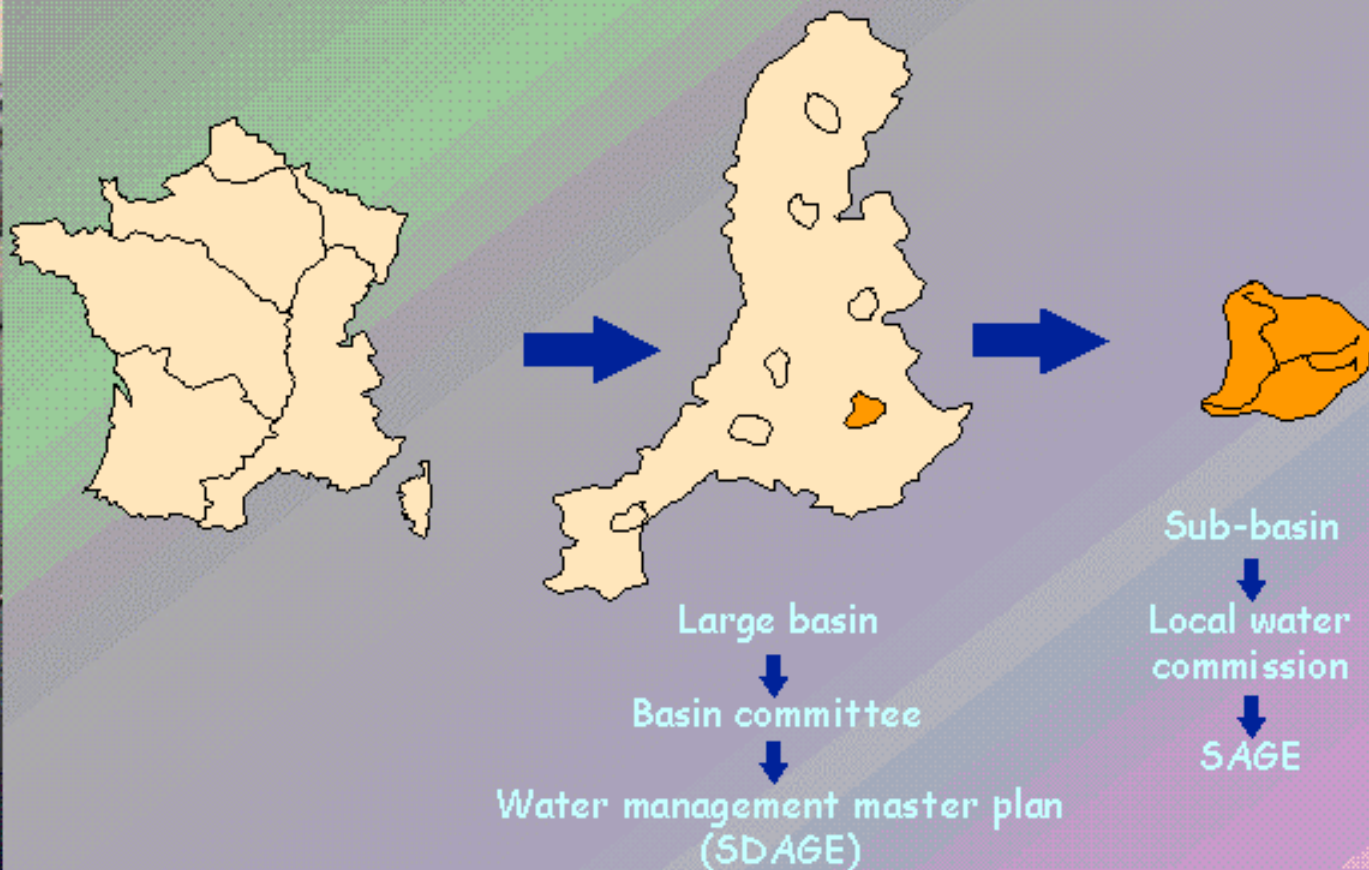 Large basin
Basin committee
Water management master plan
(SDAGE)
Sub-basin
Local water
commission
SAGE